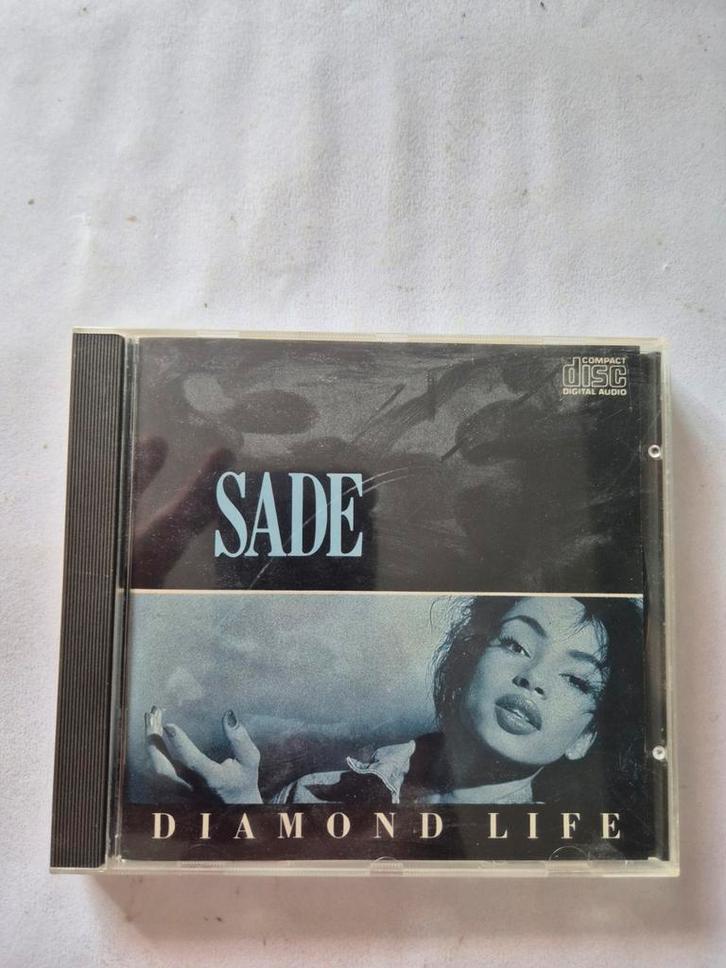 COMPACT
disc
DIGITAL AUDIO
SADE
DIAMOND LIFE